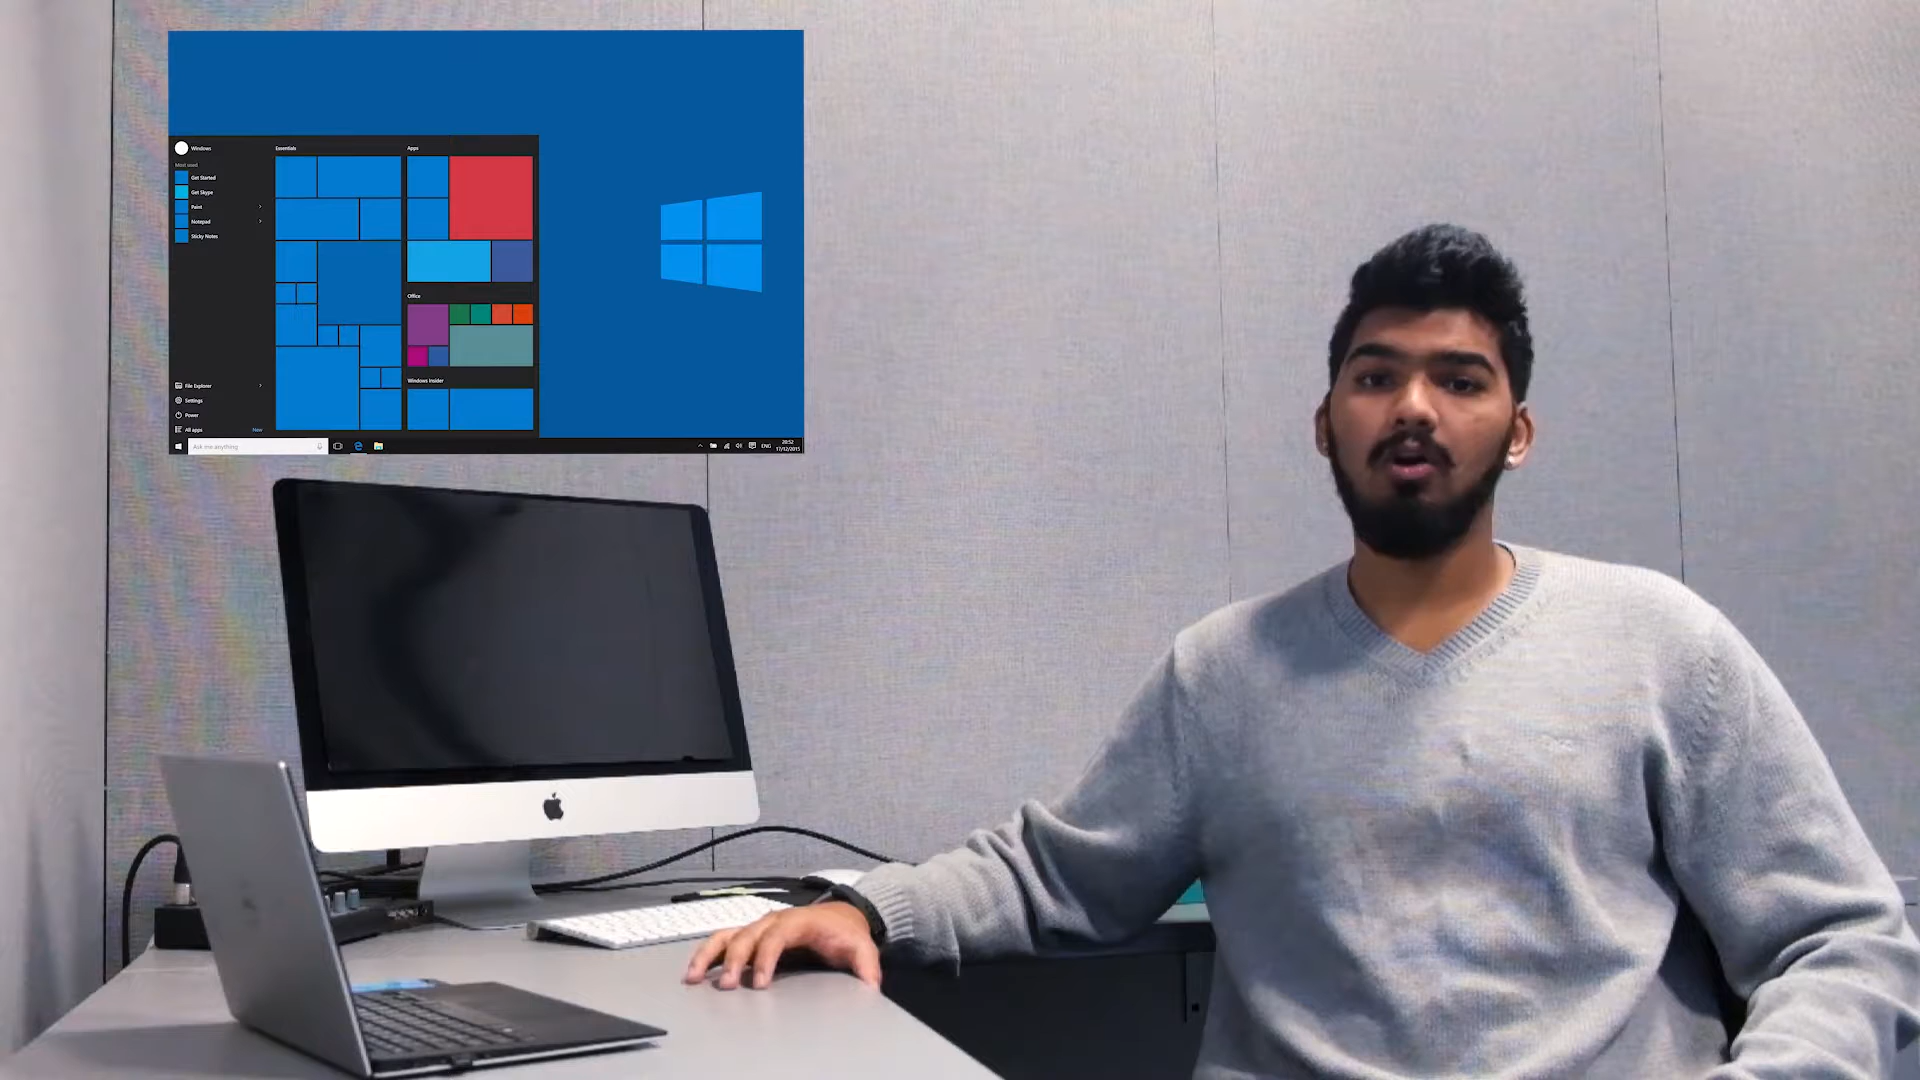 Windows
Most used
Get Started
Get Skype
Paint
Notepad
Sticky Notes
File Explorer
Settings
Power
All apps
New
Essentials
Apps
Office
Windows Insider
Ask me anything
ENG
20:52
17/12/2015